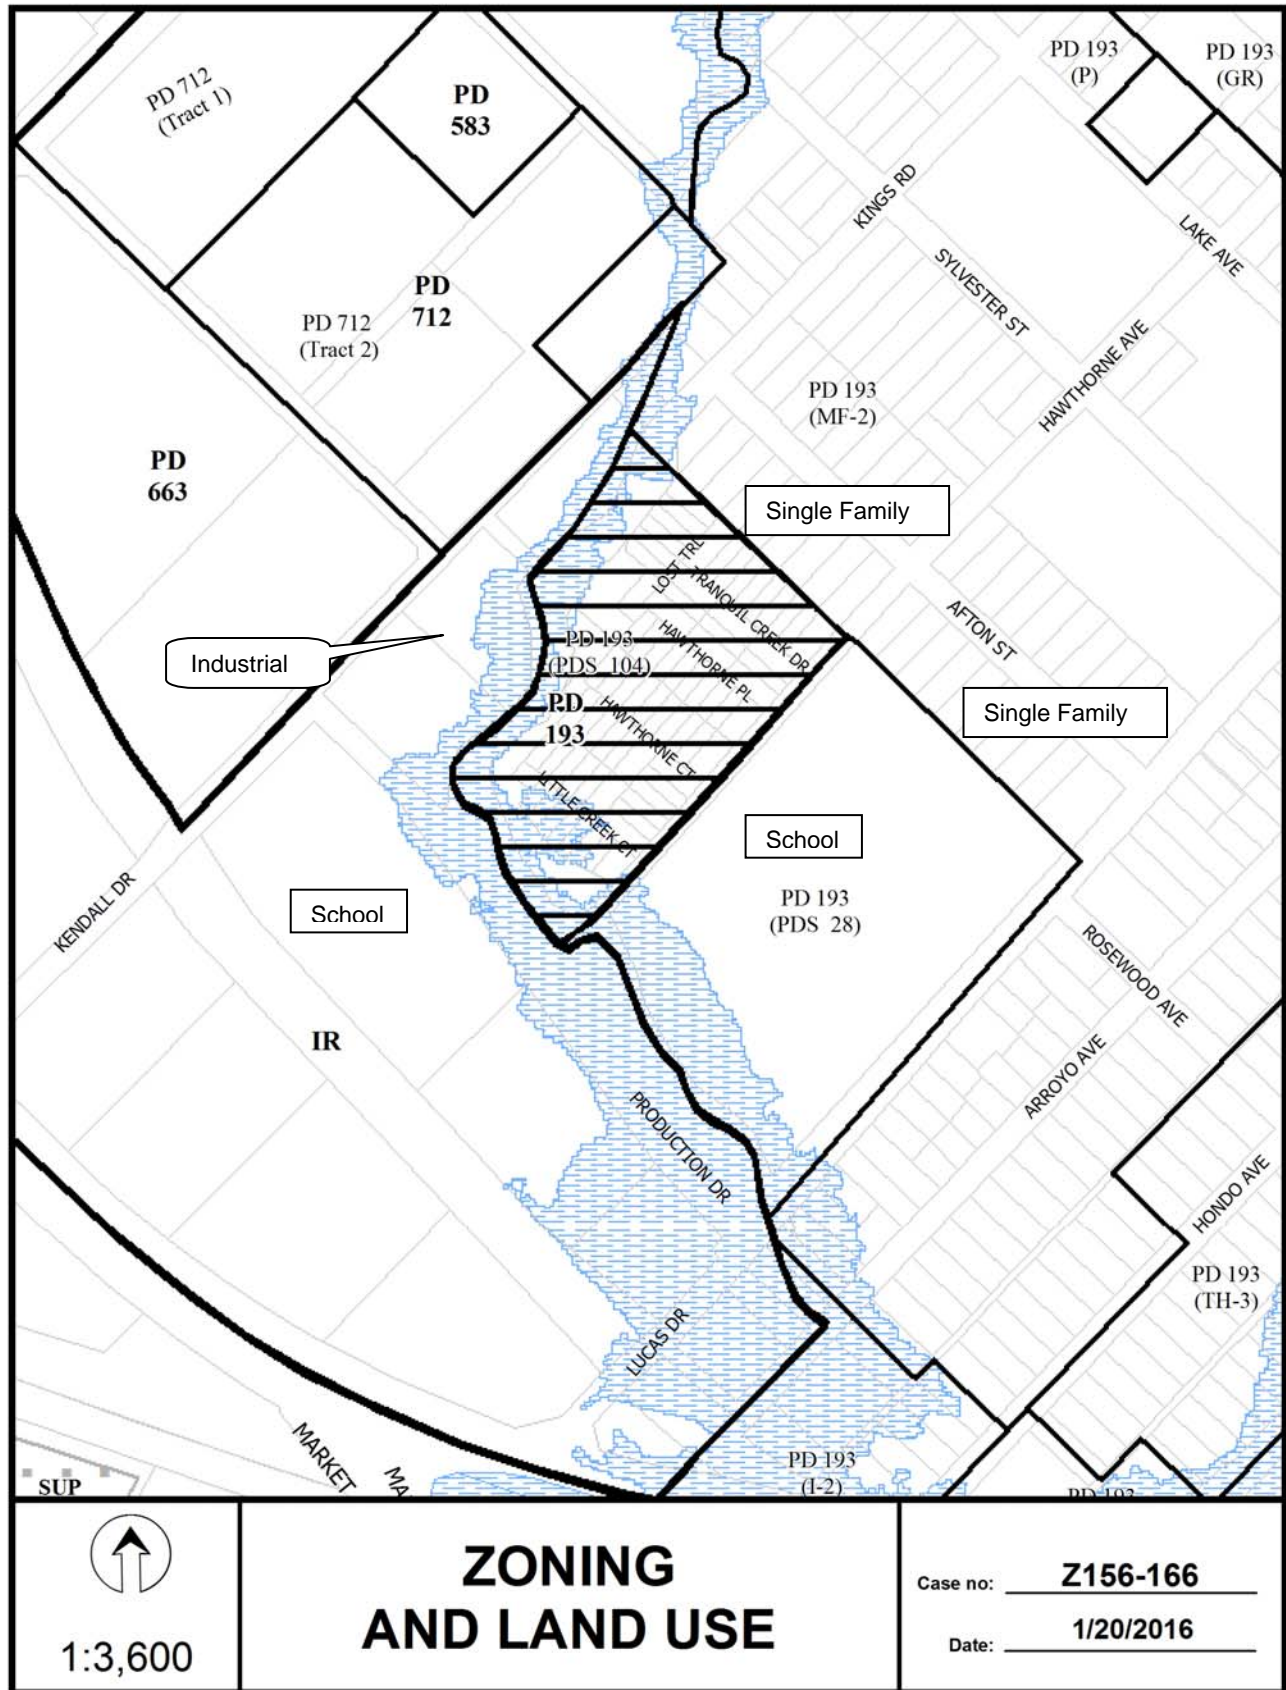 PD 712
(Tract 1)
PD
583
PD 193
(P)
PD 193
(GR)
KINGS RD
LAKE AVE
SYLVESTER ST
HAWTHORNE AVE
PD
712
PD 712
(Tract 2)
PD 193
(MF-2)
PD
663
Single Family
LOST TRL
TRANQUIL CREEK DR
AFTON ST
Industrial
PD 193
(PDS 104)
HAWTHORNE PL
PD
193
HAWTHORNE CT
Single Family
LITTLE CREEK CT
School
PD 193
(PDS 28)
KENDALL DR
School
ROSEWOOD AVE
IR
ARROYO AVE
PRODUCTION DR
HONDO AVE
PD 193
(TH-3)
LUCAS DR
MARKET
MA
PD 193
(I-2)
PD 193
SUP
1:3,600
ZONING
AND LAND USE
Case no: Z156-166
Date: 1/20/2016